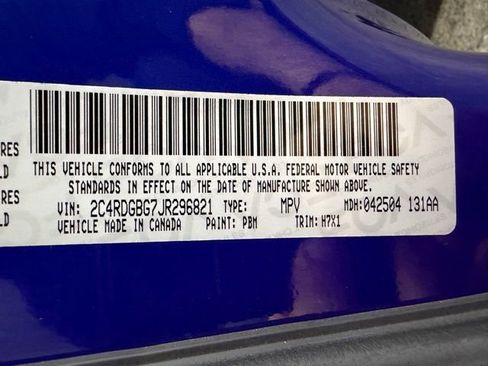 RES
LD
THIS VEHICLE CONFORMS TO ALL APPLICABLE U.S.A. FEDERAL MOTOR VEHICLE SAFETY
STANDARDS IN EFFECT ON THE DATE OF MANUFACTURE SHOWN ABOVE.
RES
LD
VIN: 2C4RDGBG7JR296821 TYPE: MPV MDH: 042504 131AA
VEHICLE MADE IN CANADA PAINT: PBM TRIM: H7X1